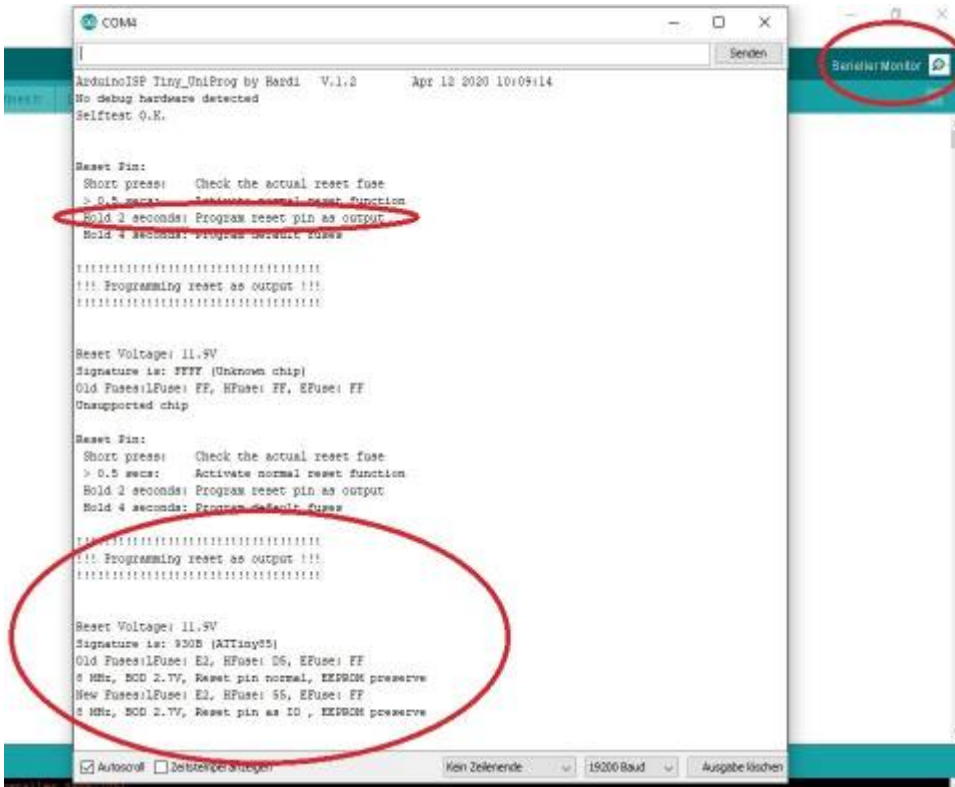 COM4
Senden
Serieller Monitor
ArduinoISP Tiny_UniProg by Hardi V.1.2 Apr 12 2020 10:09:14
No debug hardware detected
Selftest O.K.
Reset Pin:
Short press: Check the actual reset fuse
> 0.5 secs: Activate normal reset function
Hold 2 seconds: Program reset pin as output
Hold 4 seconds: Program default fuses
!!!!!!!!!!!!!!!!!!!!!!!!!!!!!!!!!!!
!!! Programming reset as output !!!
!!!!!!!!!!!!!!!!!!!!!!!!!!!!!!!!!!!
Reset Voltage: 11.9V
Signature is: FFFF (Unknown chip)
Old Fuses:LFuse: FF, HFuse: FF, EFuse: FF
Unsupported chip
Reset Pin:
Short press: Check the actual reset fuse
> 0.5 secs: Activate normal reset function
Hold 2 seconds: Program reset pin as output
Hold 4 seconds: Program default fuses
!!!!!!!!!!!!!!!!!!!!!!!!!!!!!!!!!!!
!!! Programming reset as output !!!
!!!!!!!!!!!!!!!!!!!!!!!!!!!!!!!!!!!
Reset Voltage: 11.9V
Signature is: 930B (ATTiny85)
Old Fuses:LFuse: E2, HFuse: D5, EFuse: FF
8 MHz, BOD 2.7V, Reset pin normal, EEPROM preserve
New Fuses:LFuse: E2, HFuse: 55, EFuse: FF
8 MHz, BOD 2.7V, Reset pin as IO , EEPROM preserve
Autoscroll Zeitstempel anzeigen Kein Zeilenende 19200 Baud Ausgabe löschen